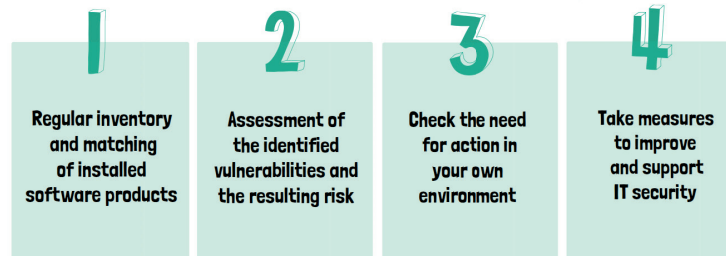 1
Regular inventory
and matching
of installed
software products
2
Assessment of
the identified
vulnerabilities and
the resulting risk
3
Check the need
for action in
your own
environment
4
Take measures
to improve
and support
IT security